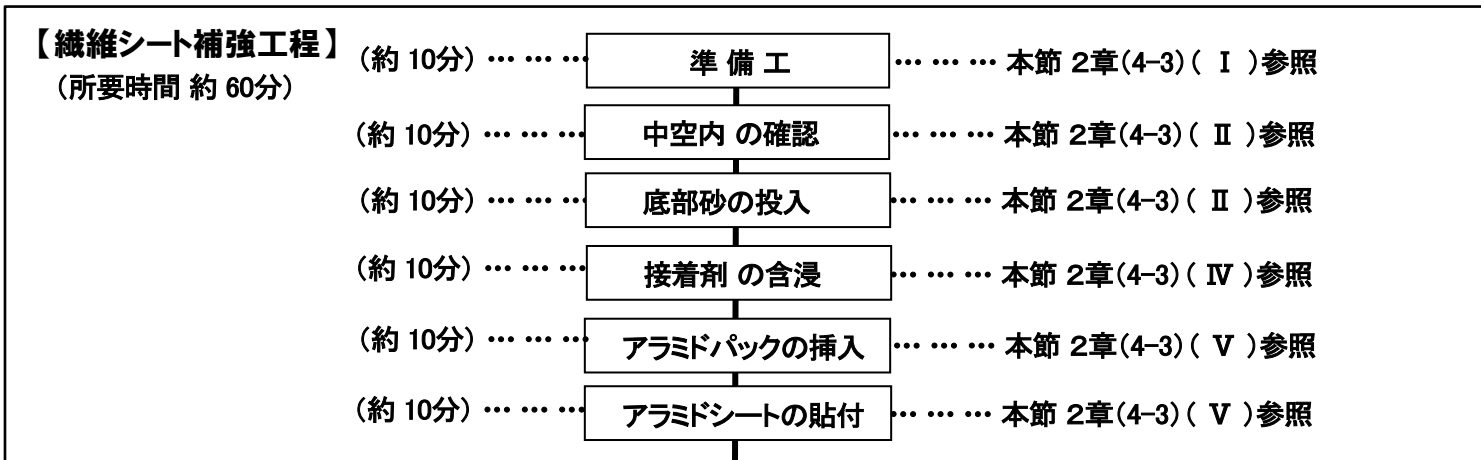 【繊維シート補強工程】 (約 10分) … … … 準 備 工 … … … 本節 2章(4-3)( Ⅰ )参照
(所要時間 約 60分)
(約 10分) … … … 中空内 の確認 … … … 本節 2章(4-3)( Ⅱ )参照
(約 10分) … … … 底部砂の投入 … … … 本節 2章(4-3)( Ⅱ )参照
(約 10分) … … … 接着剤 の含浸 … … … 本節 2章(4-3)( Ⅳ )参照
(約 10分) … … … アラミドパックの挿入 … … … 本節 2章(4-3)( Ⅴ )参照
(約 10分) … … … アラミドシートの貼付 … … … 本節 2章(4-3)( Ⅴ )参照